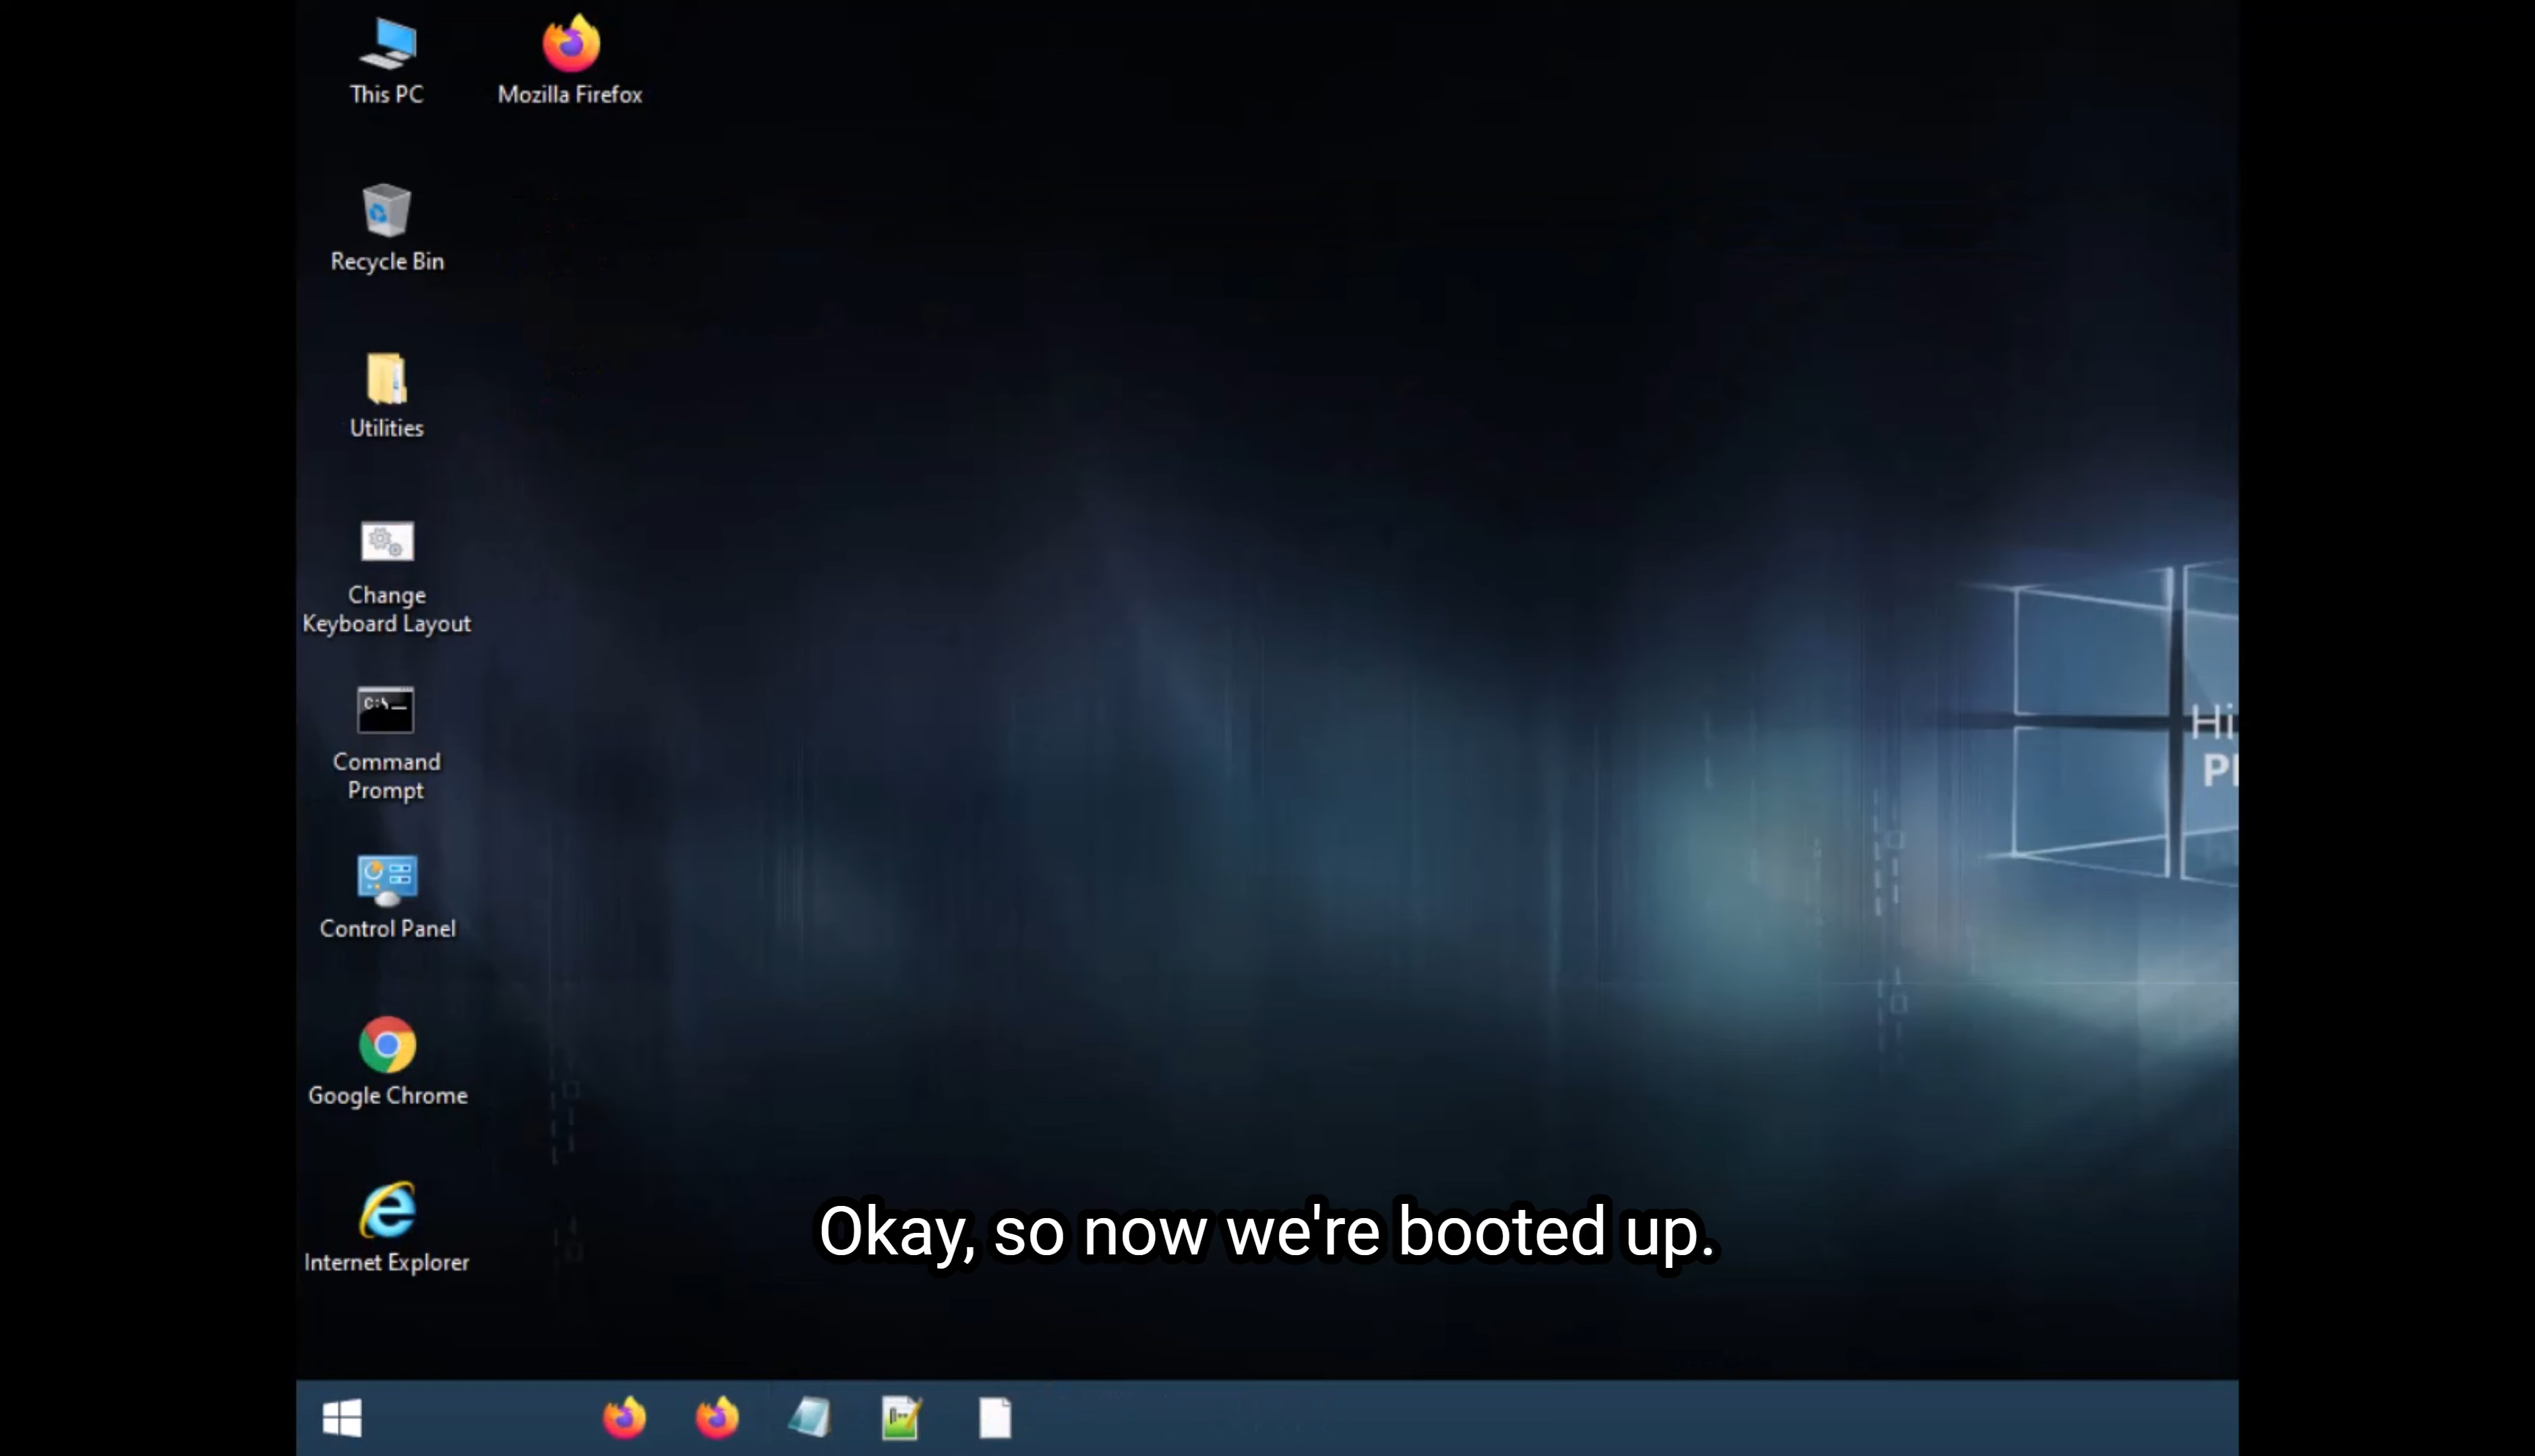 This PC
Mozilla Firefox
Recycle Bin
Utilities
Change
Keyboard Layout
C:\
Command
Prompt
Control Panel
Google Chrome
Internet Explorer
Hi
P
Okay, so now we're booted up.